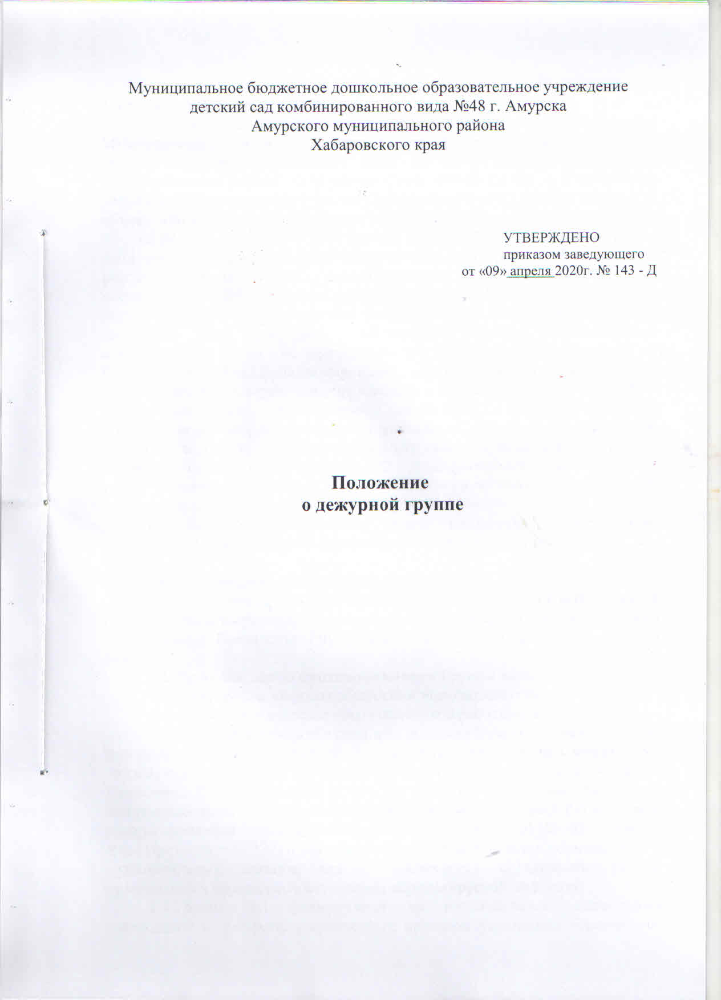 Муниципальное бюджетное дошкольное образовательное учреждение
детский сад комбинированного вида №48 г. Амурска
Амурского муниципального района
Хабаровского края
УТВЕРЖДЕНО
приказом заведующего
от «09» апреля 2020г. № 143 - Д
Положение
о дежурной группе